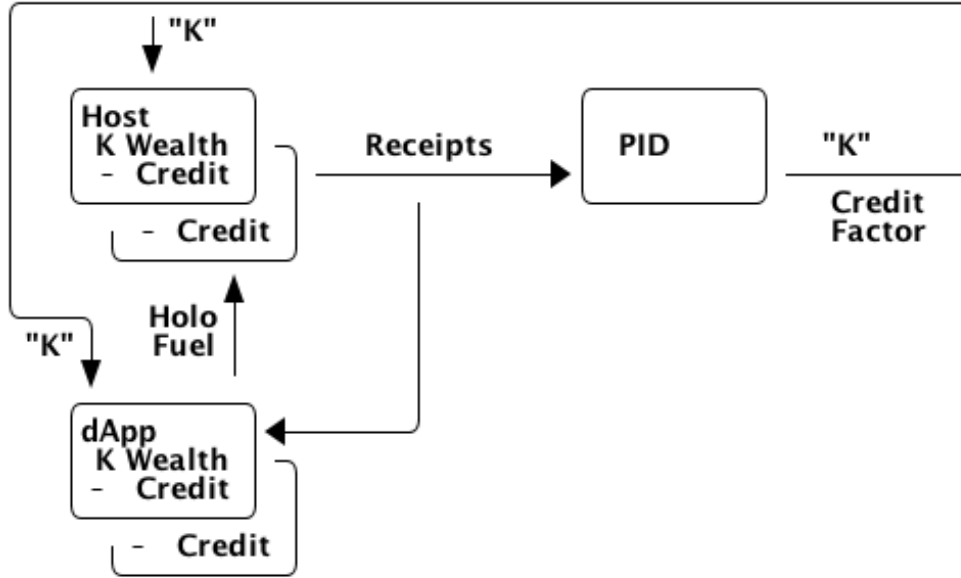 "K"
Host
K Wealth
- Credit
- Credit
Receipts
PID
"K"
Credit
Factor
Holo
Fuel
"K"
dApp
K Wealth
- Credit
- Credit